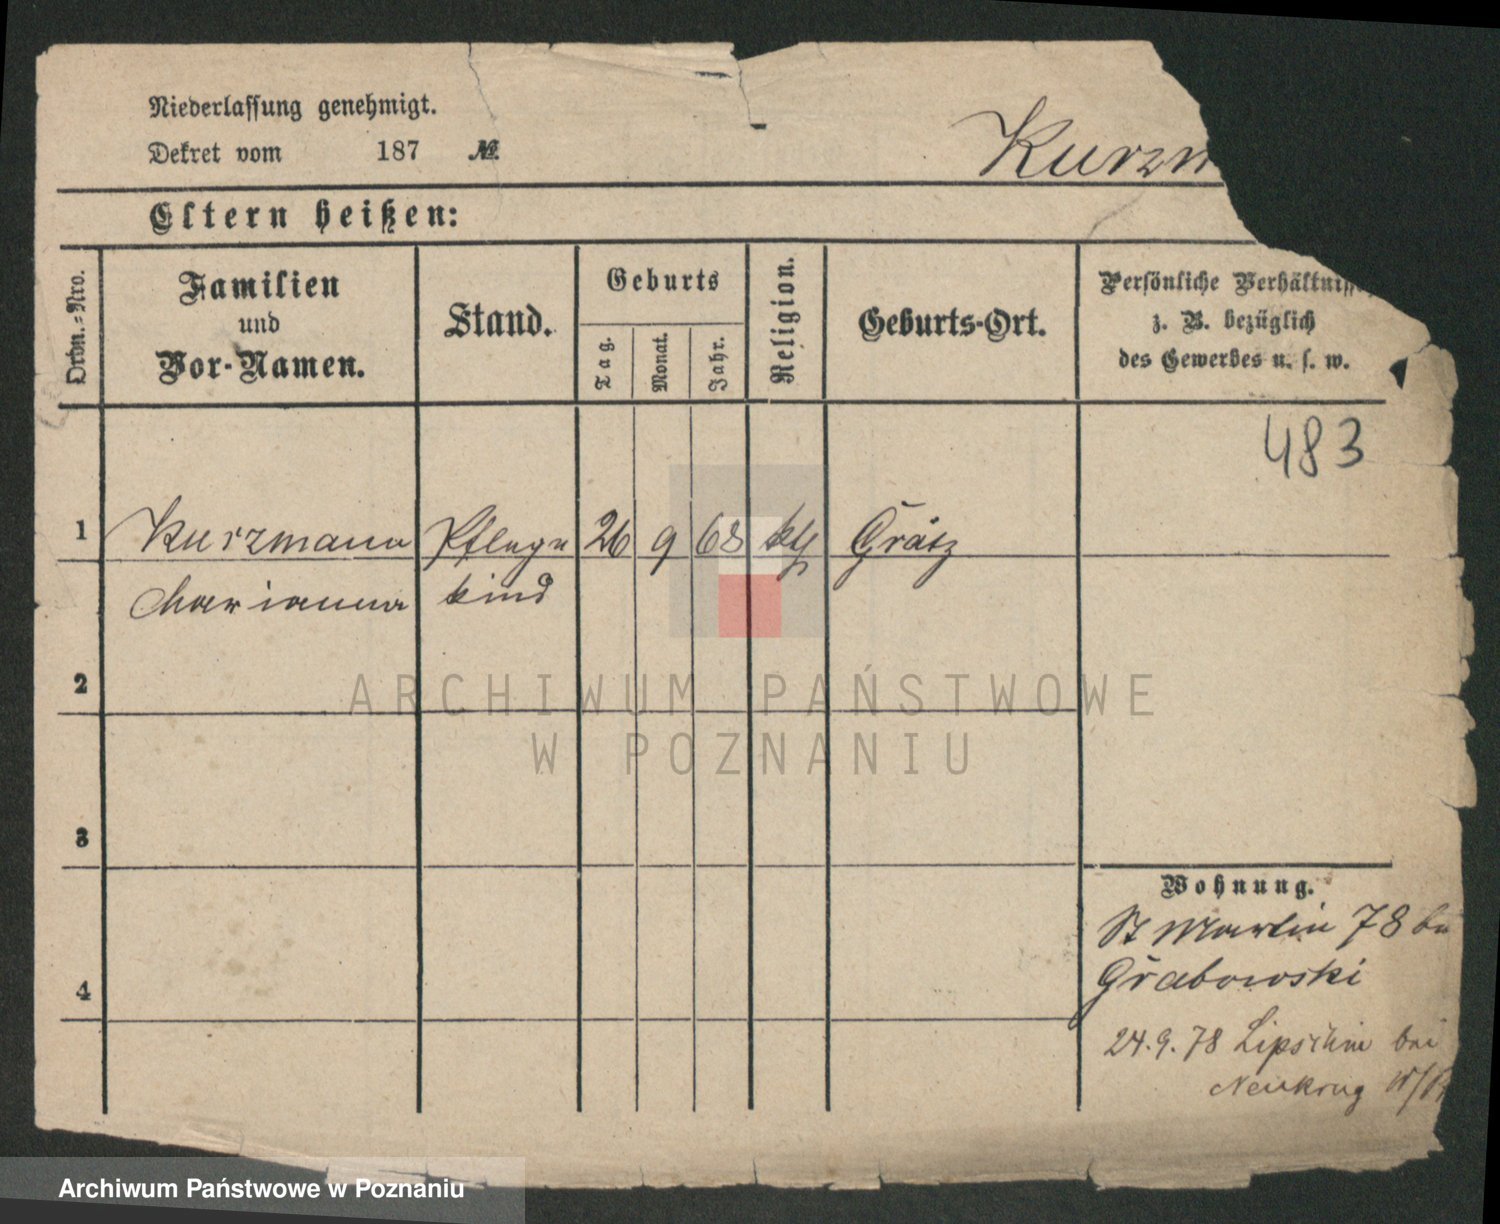 Niederlassung genehmigt.
Dekret vom 187 №
Kurzm
Eltern heißen:
Ordn.-Nro.
Familien
und
Vor-Namen.
Stand.
Geburts
Tag.
Monat.
Jahr.
Religion.
Geburts-Ort.
Persönliche Verhältnisse,
z. B. bezüglich
des Gewerbes u. s. w.
483
1 Kurzmann Pflege 26 9 68 kth Grätz
Marianna kind
2
3
4
Wohnung.
St Martin 78 bei
Grabowski
24.9.78 bei
Neukrug
ARCHIWUM PAŃSTWOWE
W POZNANIU
Archiwum Państwowe w Poznaniu